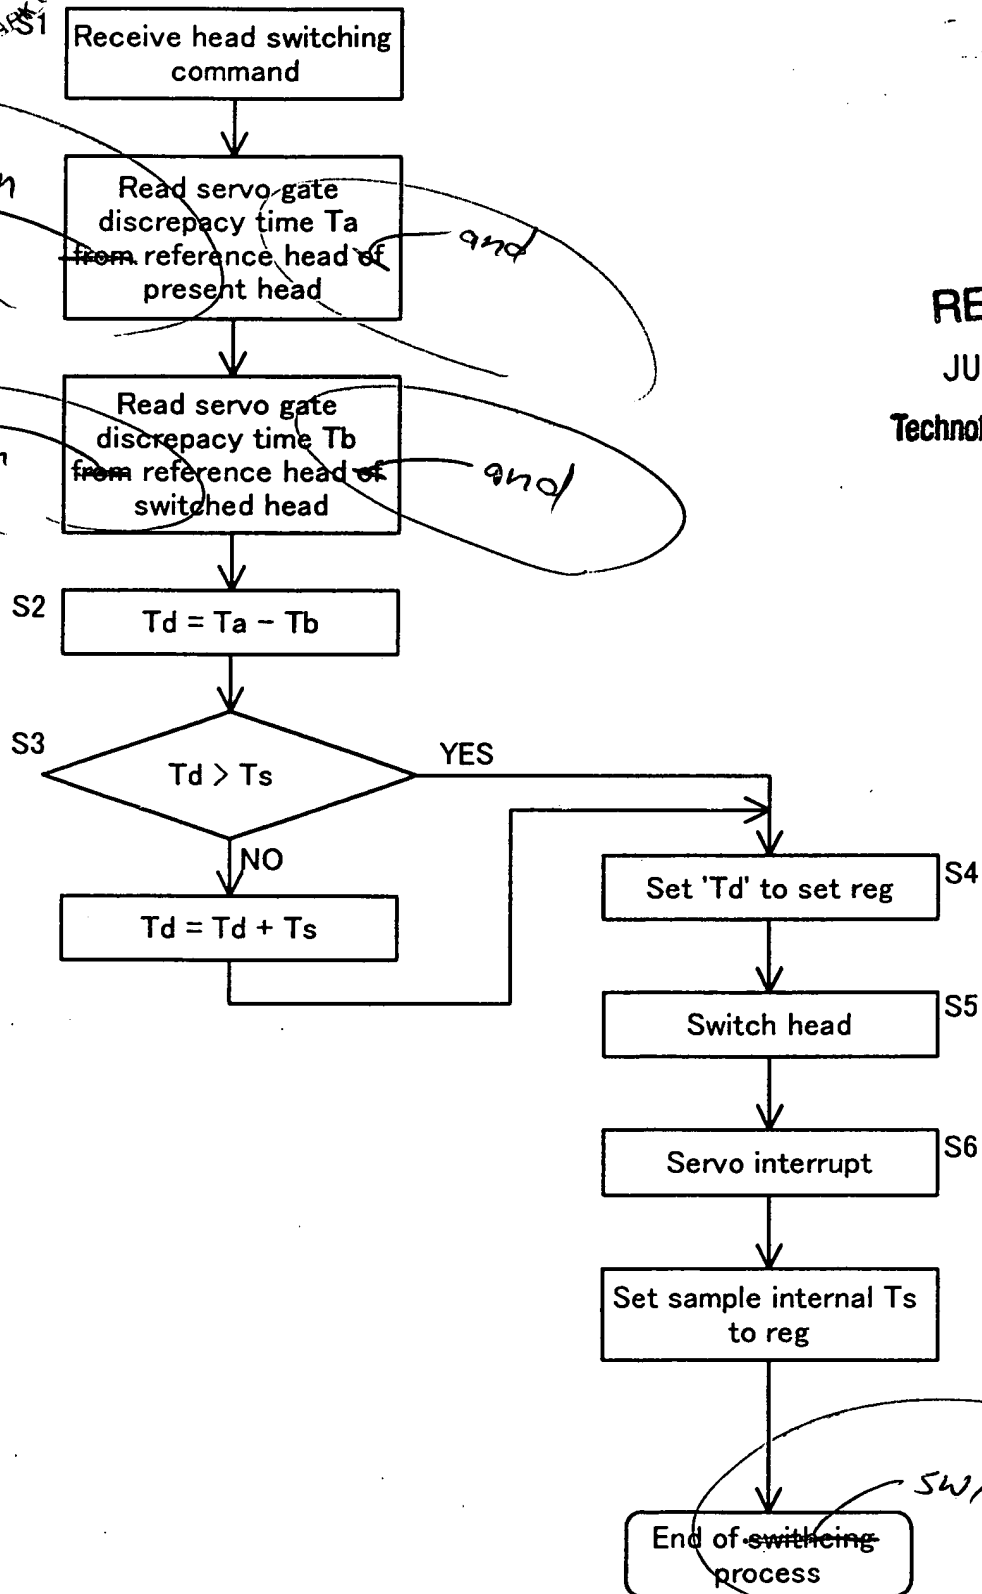 S1
Receive head switching
command
Read servo gate
discrepacy time Ta
from reference head of
present head
and
RE
JU
Technol
Read servo gate
discrepacy time Tb
from reference head of
switched head
and
S2
Td = Ta - Tb
S3
Td > Ts
YES
NO
Td = Td + Ts
S4
Set 'Td' to set reg
S5
Switch head
S6
Servo interrupt
Set sample internal Ts
to reg
End of swithcing
process